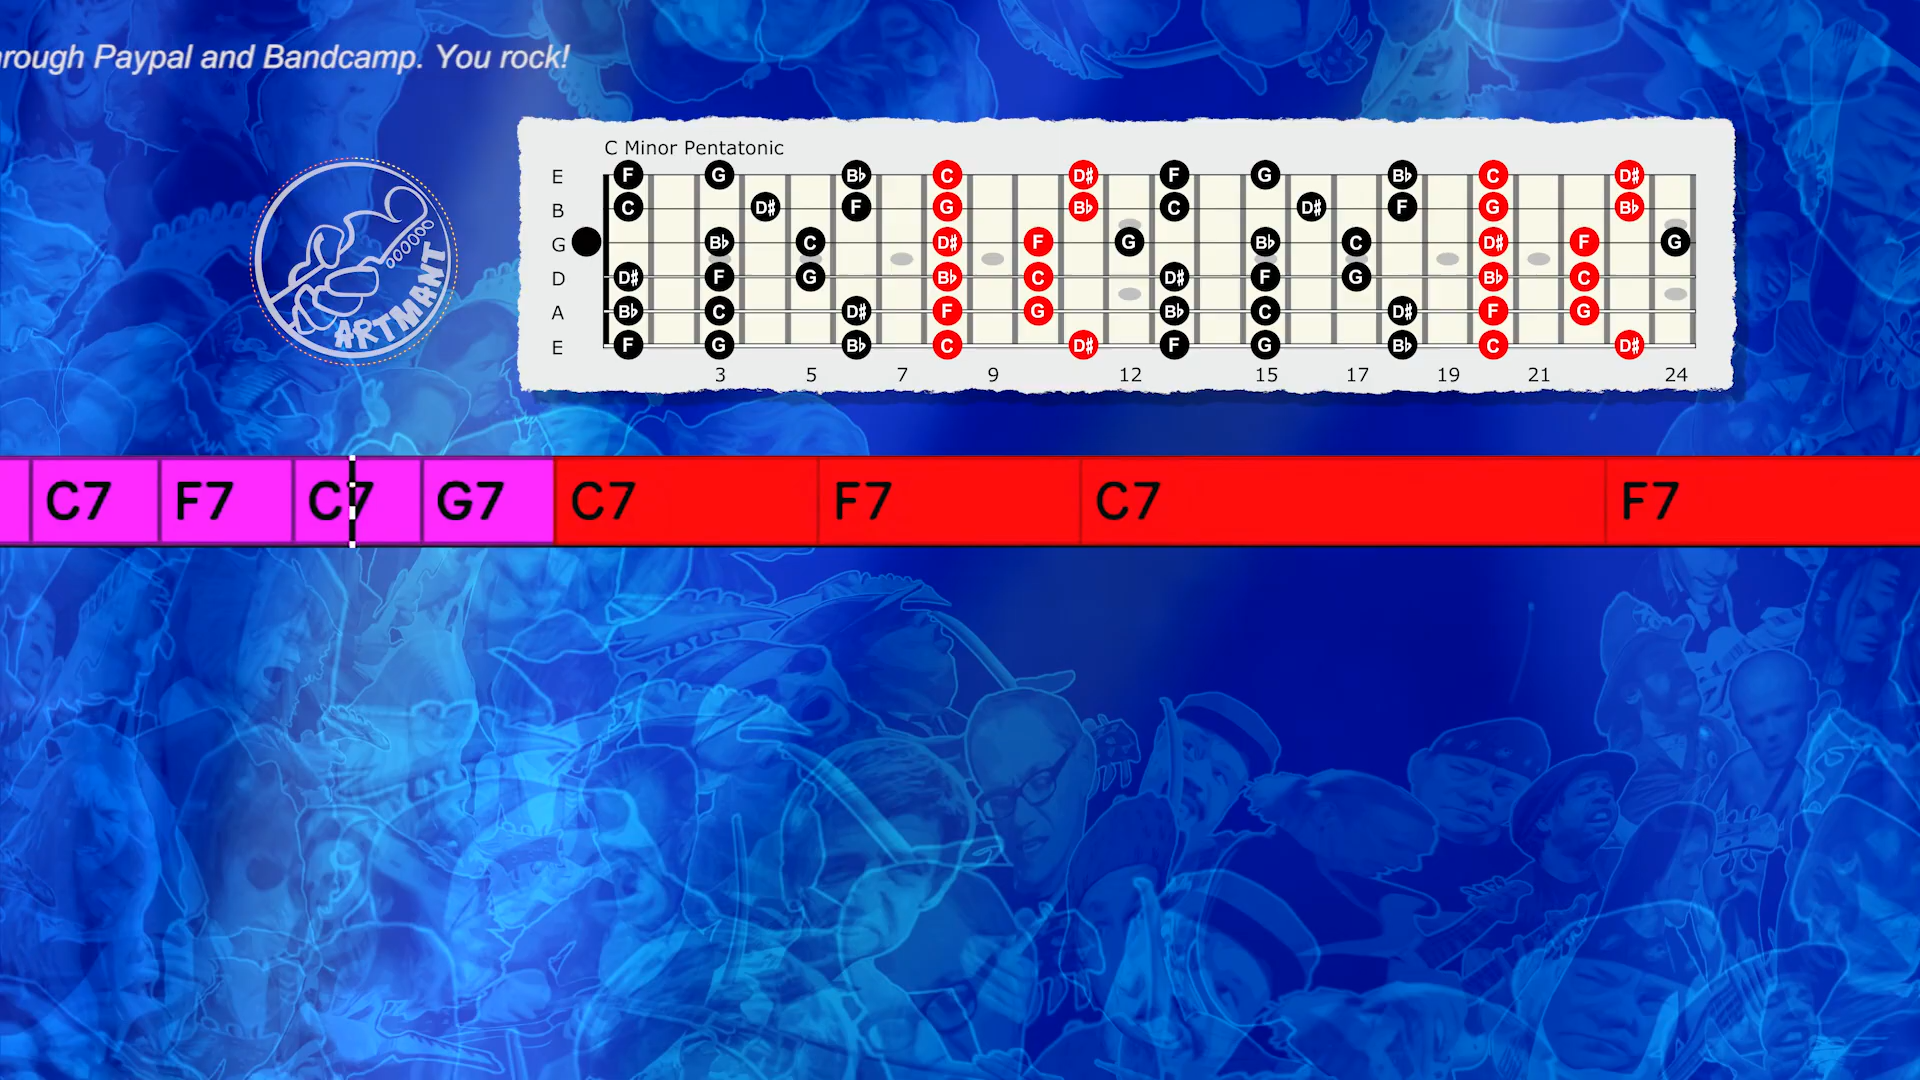 hrough Paypal and Bandcamp. You rock!
C Minor Pentatonic
E F G B♭ C D# F G B♭ C D#
B C D# F G B♭ C D# F G B♭
G B♭ C D# F G B♭ C D# F G
D D# F G B♭ C D# F G B♭ C
A B♭ C D# F G B♭ C D# F G
E F G B♭ C D# F G B♭ C D#
3 5 7 9 12 15 17 19 21 24
ARTMANT
C7 F7 C7 G7 C7 F7 C7 F7